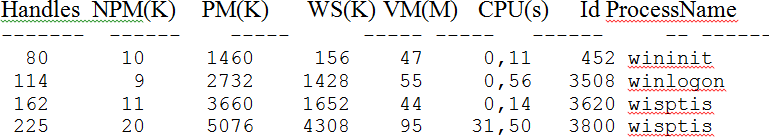 Handles NPM(K) PM(K) WS(K) VM(M) CPU(s) Id ProcessName
------- ------ ----- ----- ----- ------ -- ------
80 10 1460 156 47 0,11 452 wininit
114 9 2732 1428 55 0,56 3508 winlogon
162 11 3660 1652 44 0,14 3620 wisptis
225 20 5076 4308 95 31,50 3800 wisptis